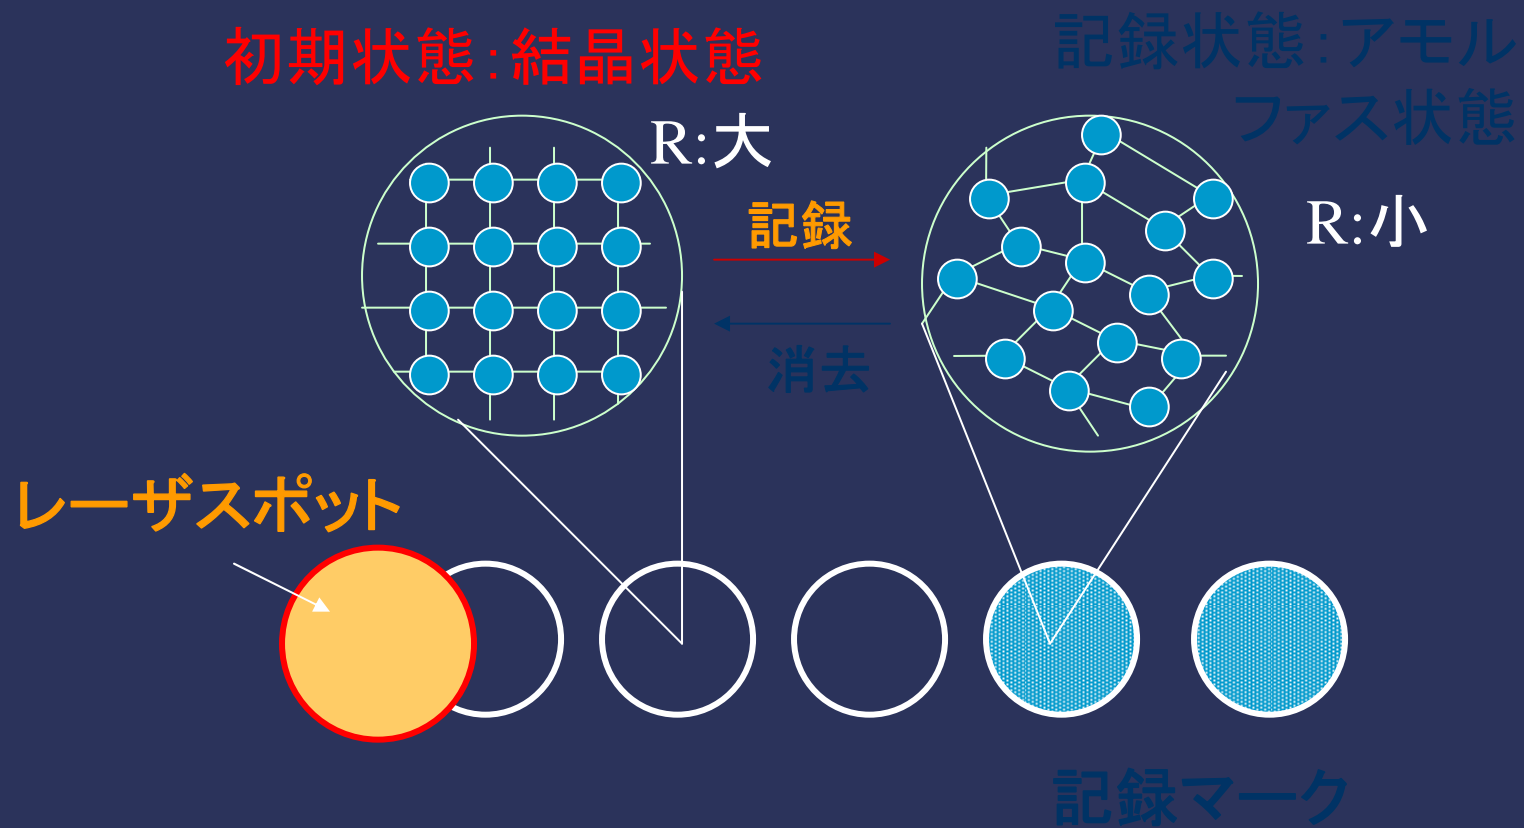 初期状態：結晶状態
記録状態：アモル
ファス状態
R:大
R:小
記録
消去
レーザスポット
記録マーク